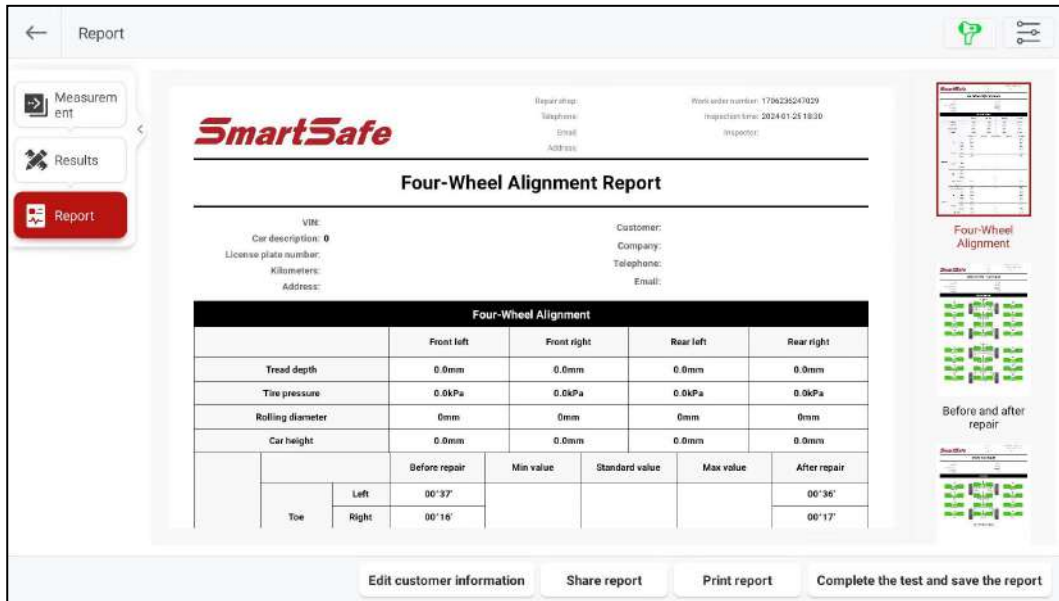 Report
Measurem
ent
Results
Report
SmartSafe
Repair shop:
Telephone:
Email:
Address:
Work order number: 1706236247029
Inspection time: 2024-01-25 18:30
Inspector:
Four-Wheel Alignment Report
VIN:
Car description: 0
License plate number:
Kilometers:
Address:
Customer:
Company:
Telephone:
Email:
Four-Wheel Alignment
Front left Front right Rear left Rear right
Tread depth 0.0mm 0.0mm 0.0mm 0.0mm
Tire pressure 0.0kPa 0.0kPa 0.0kPa 0.0kPa
Rolling diameter 0mm 0mm 0mm 0mm
Car height 0.0mm 0.0mm 0.0mm 0.0mm
Before repair Min value Standard value Max value After repair
Left 00°37' 00°36'
Toe Right 00°16' 00°17'
Four-Wheel
Alignment
Before and after
repair
Edit customer information Share report Print report Complete the test and save the report